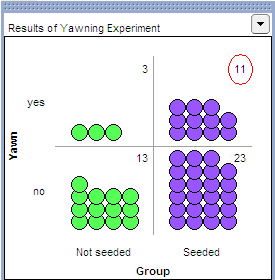 Results of Yawning Experiment
3
11
yes
Yawn
13
23
no
Not seeded
Seeded
Group